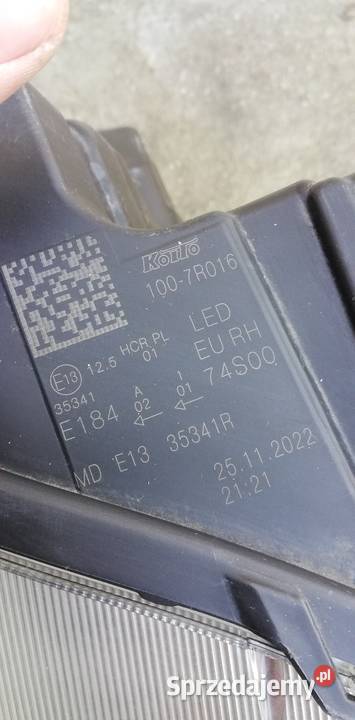 KOITO
100-7R016
LED
EU RH
74S00
E13 12.5 HCR PL
01
35341
E184
A
02
1
01
MD E13 35341R
25.11.2022
21:21
Sprzedajemy.pl